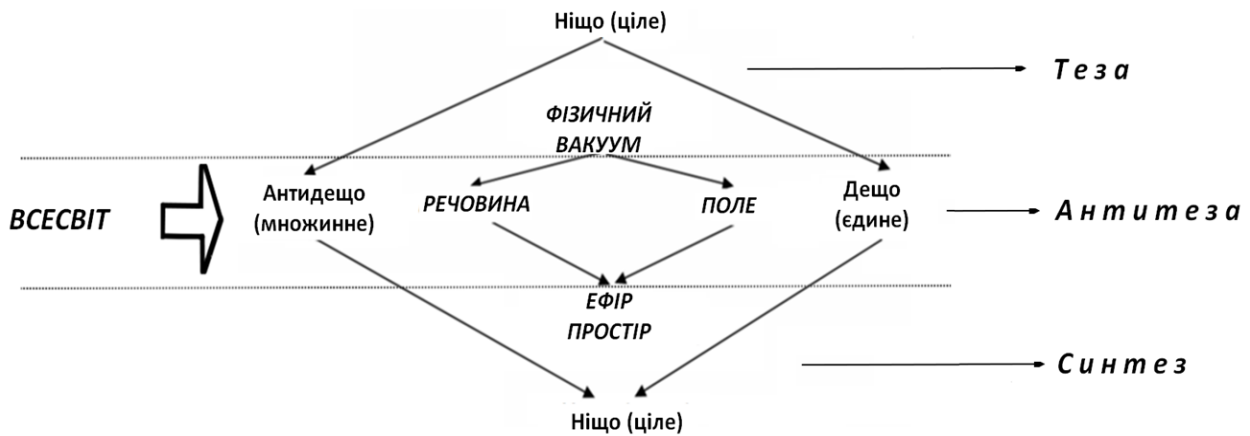 Ніщо (ціле)
Теза
ФІЗИЧНИЙ
ВАКУУМ
ВСЕСВІТ
Антидещо
(множинне)
РЕЧОВИНА
ПОЛЕ
Дещо
(єдине)
Антитеза
ЕФІР
ПРОСТІР
Синтез
Ніщо (ціле)